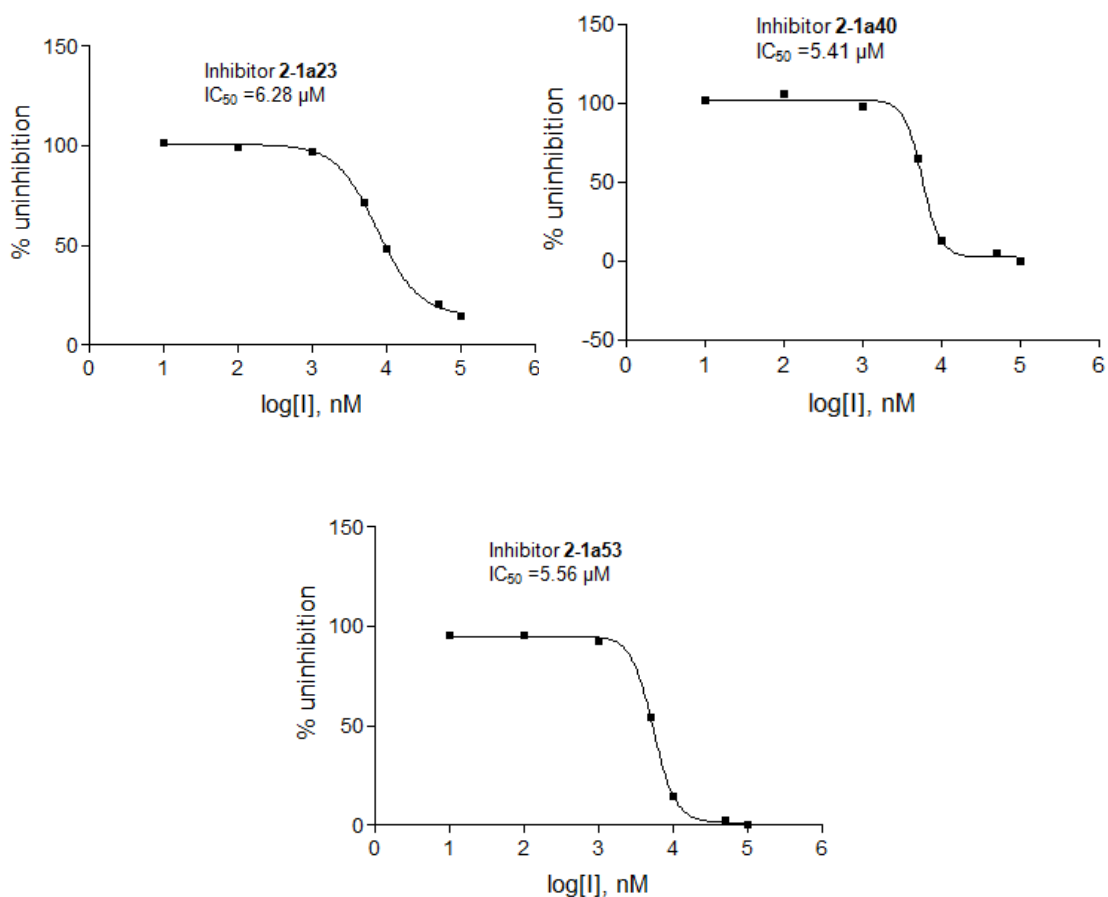 150
100
50
0
% uninhibition
Inhibitor 2-1a23
IC₅₀ =6.28 µM
0 1 2 3 4 5 6
log[I], nM
150
100
50
0
-50
% uninhibition
Inhibitor 2-1a40
IC₅₀ =5.41 µM
0 1 2 3 4 5 6
log[I], nM
150
100
50
0
% uninhibition
Inhibitor 2-1a53
IC₅₀ =5.56 µM
0 1 2 3 4 5 6
log[I], nM